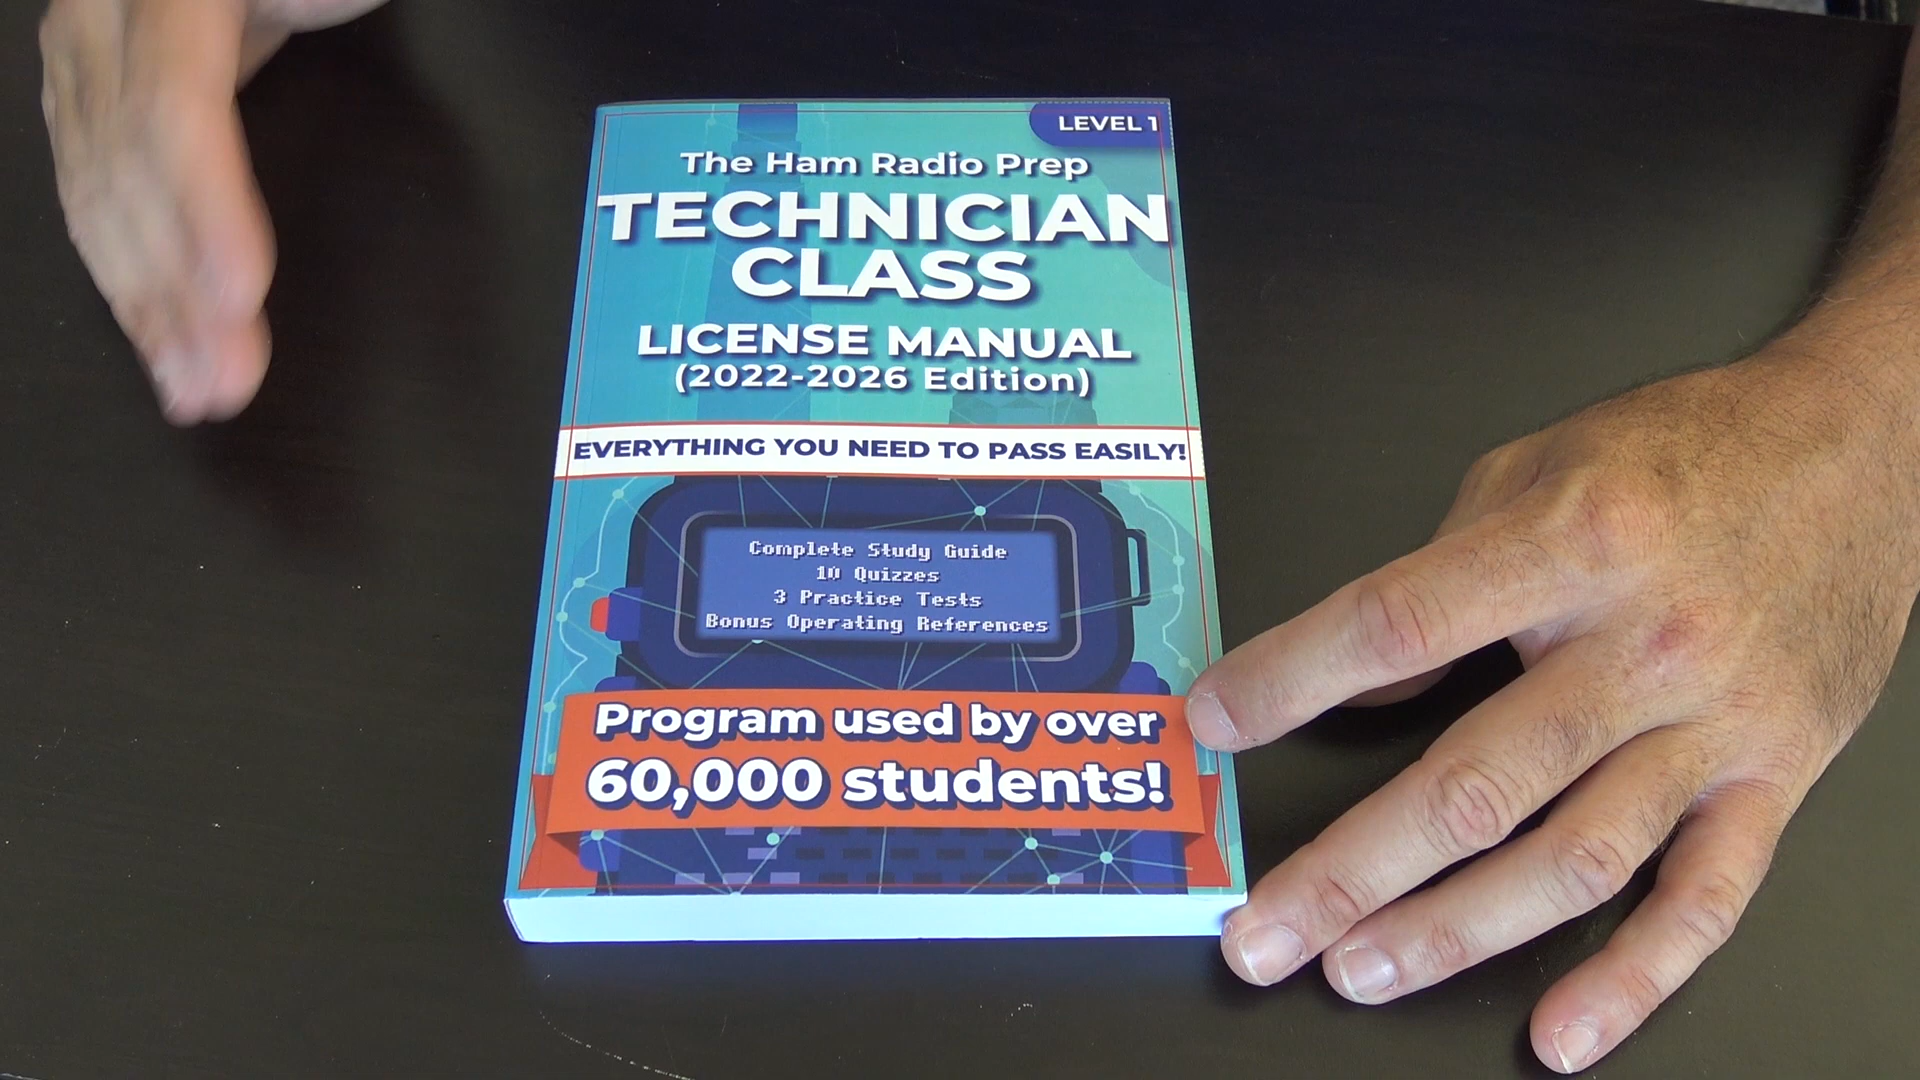 LEVEL 1
The Ham Radio Prep
TECHNICIAN
CLASS
LICENSE MANUAL
(2022-2026 Edition)
EVERYTHING YOU NEED TO PASS EASILY!
Complete Study Guide
10 Quizzes
3 Practice Tests
Bonus Operating References
Program used by over
60,000 students!